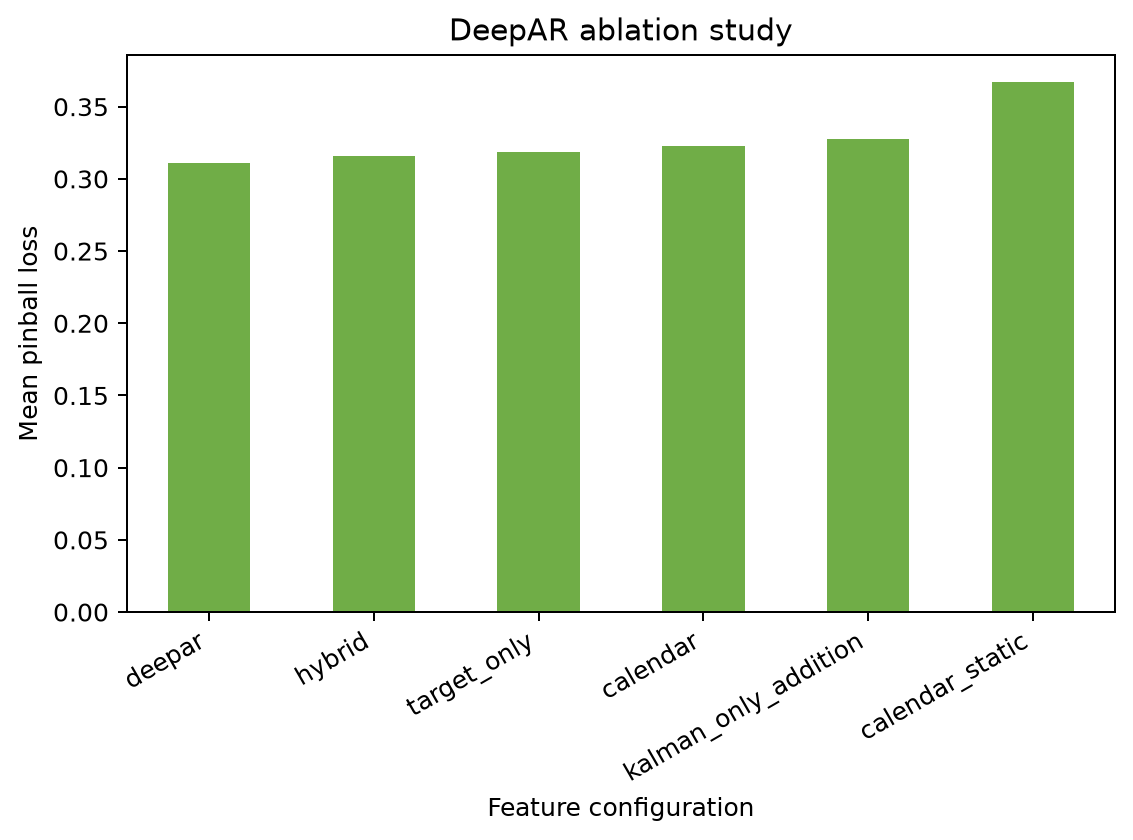 DeepAR ablation study
Mean pinball loss
0.35
0.30
0.25
0.20
0.15
0.10
0.05
0.00
deepar
hybrid
target_only
calendar
kalman_only_addition
calendar_static
Feature configuration